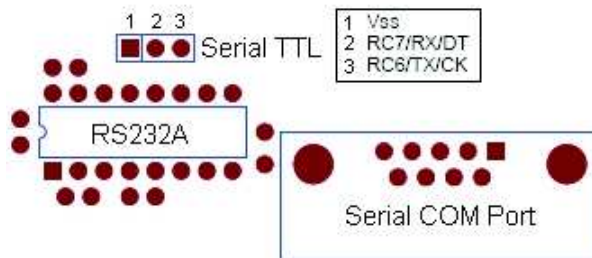 1 2 3
Serial TTL
1 Vss
2 RC7/RX/DT
3 RC6/TX/CK
RS232A
Serial COM Port